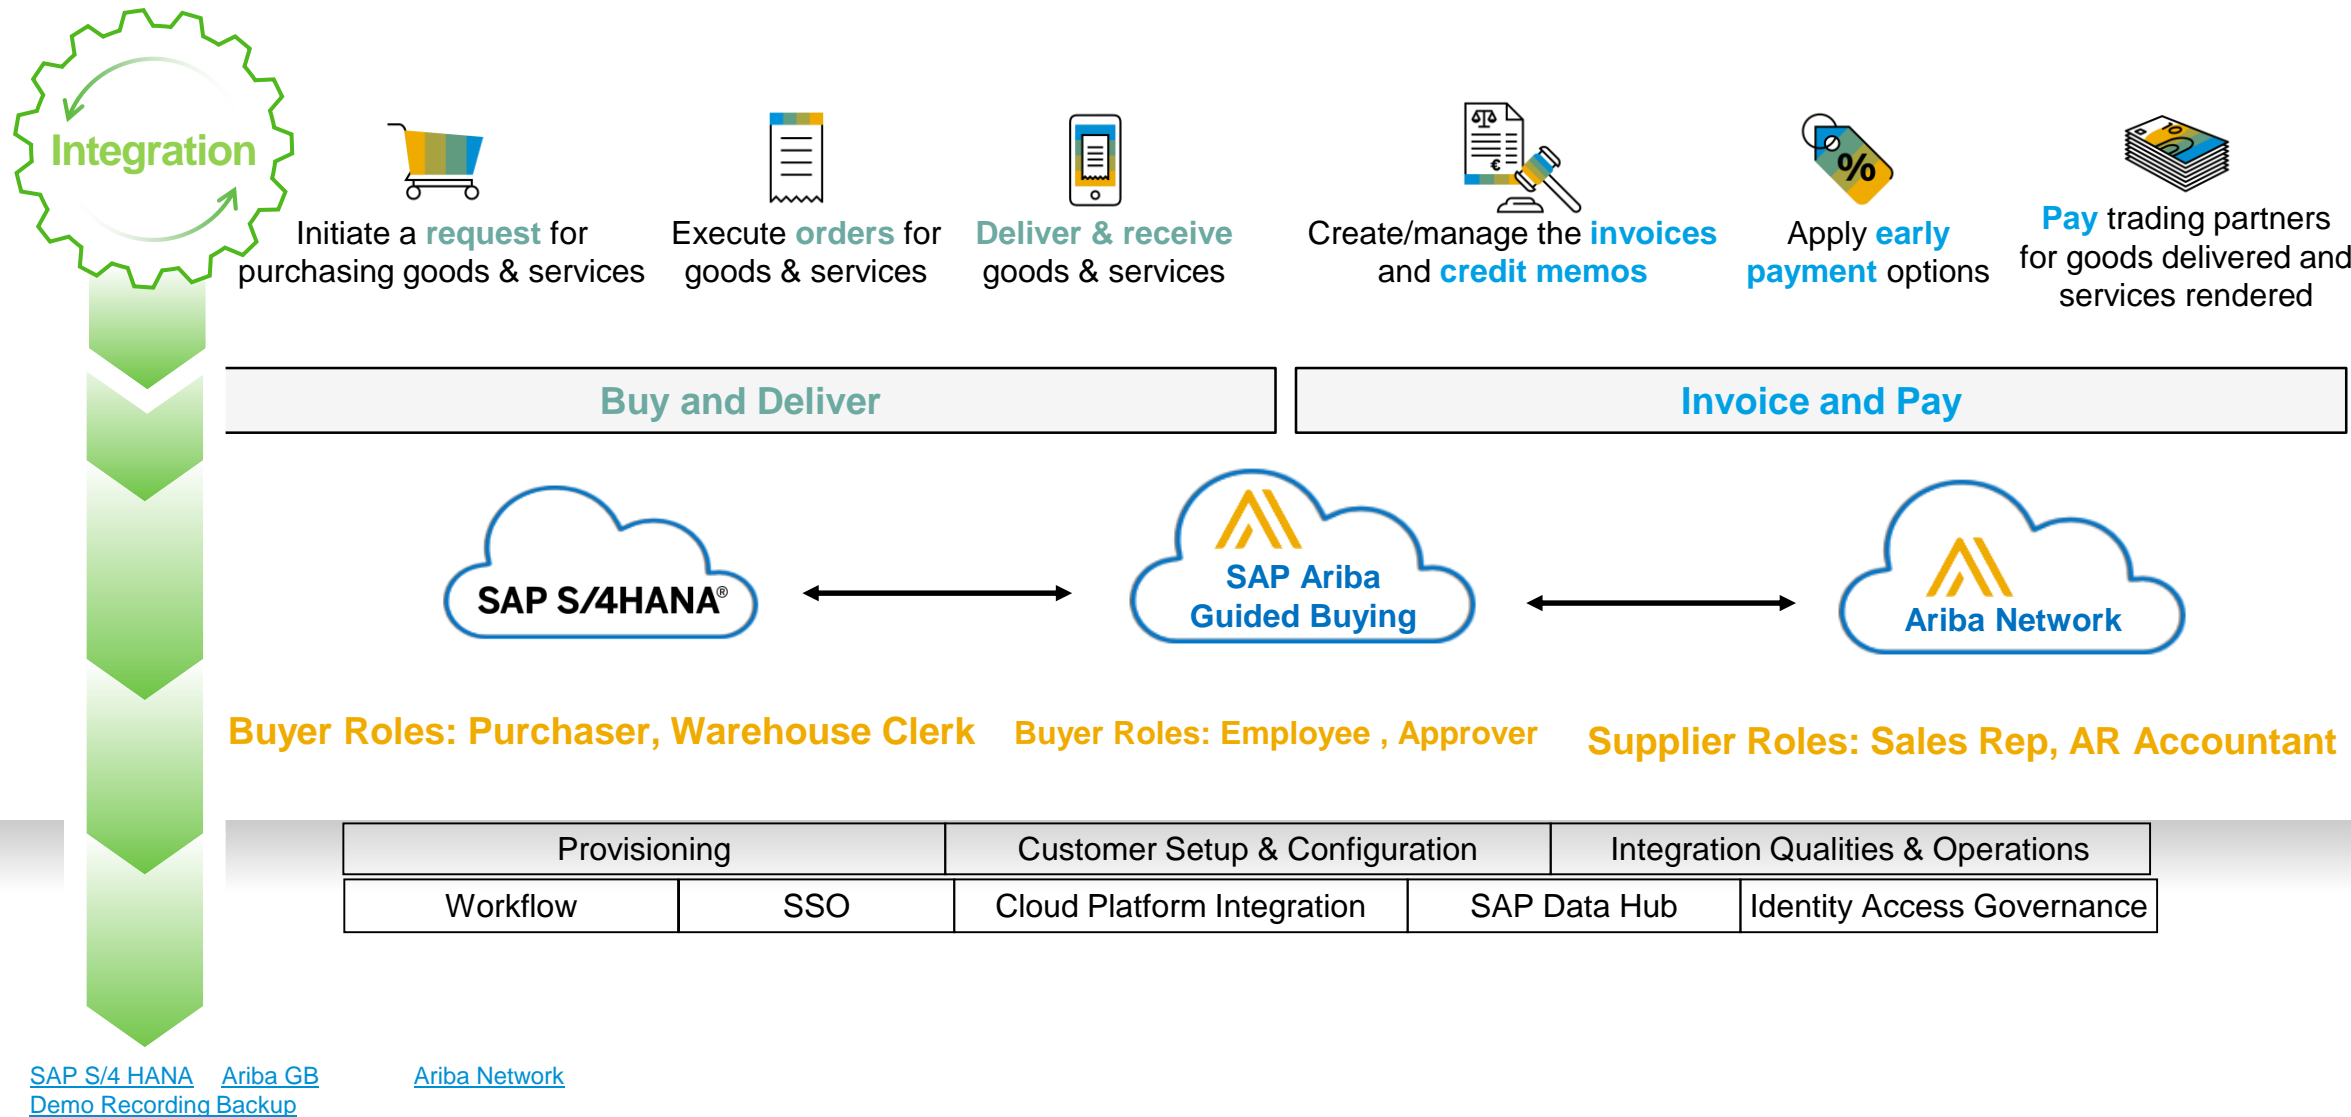 Integration
Initiate a request for
purchasing goods & services
Execute orders for
goods & services
Deliver & receive
goods & services
€
Create/manage the invoices
and credit memos
%
Apply early
payment options
10
Pay trading partners
for goods delivered and
services rendered
Buy and Deliver
Invoice and Pay
SAP S/4HANA®
SAP Ariba
Guided Buying
Ariba Network
Buyer Roles: Purchaser, Warehouse Clerk
Buyer Roles: Employee , Approver
Supplier Roles: Sales Rep, AR Accountant
Provisioning
Customer Setup & Configuration
Integration Qualities & Operations
Workflow
SSO
Cloud Platform Integration
SAP Data Hub
Identity Access Governance
SAP S/4 HANA
Ariba GB
Ariba Network
Demo Recording Backup